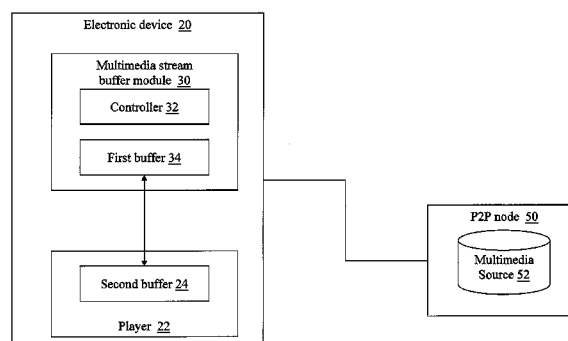 Electronic device 20
Multimedia stream
buffer module 30
Controller 32
First buffer 34
Second buffer 24
Player 22
P2P node 50
Multimedia
Source 52